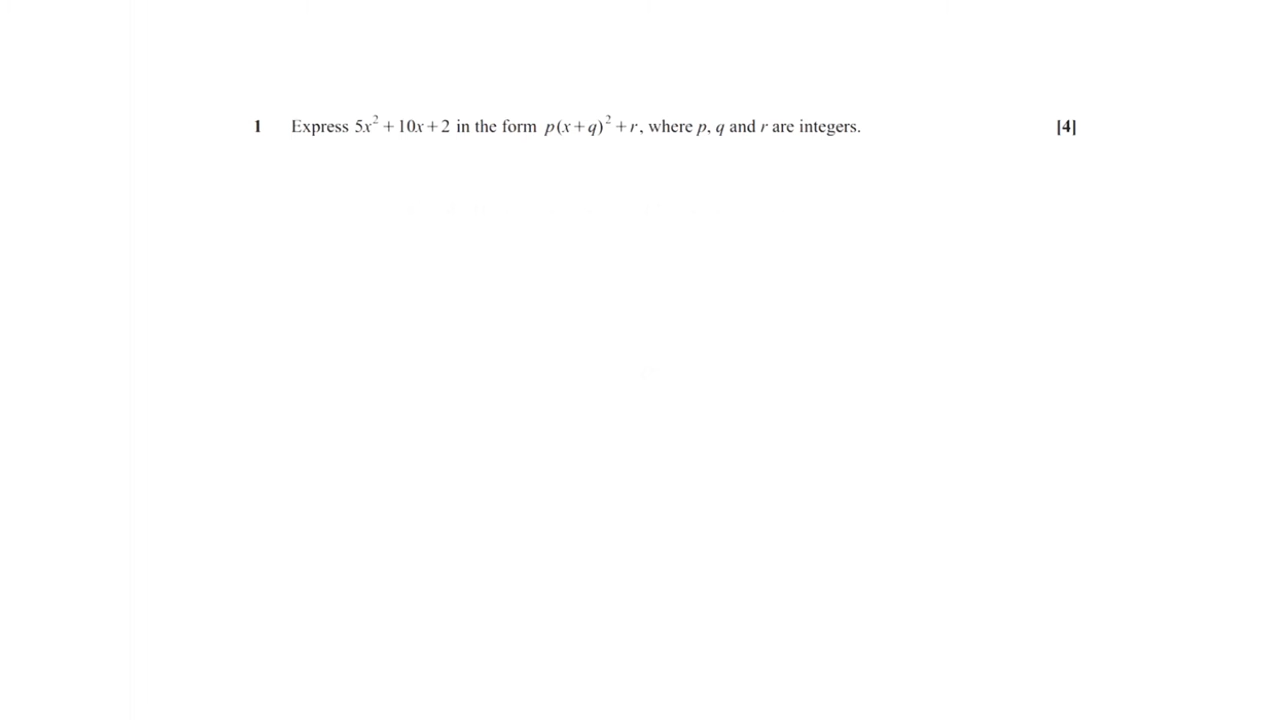 1 Express 5x² + 10x + 2 in the form p(x + q)² + r, where p, q and r are integers. [4]